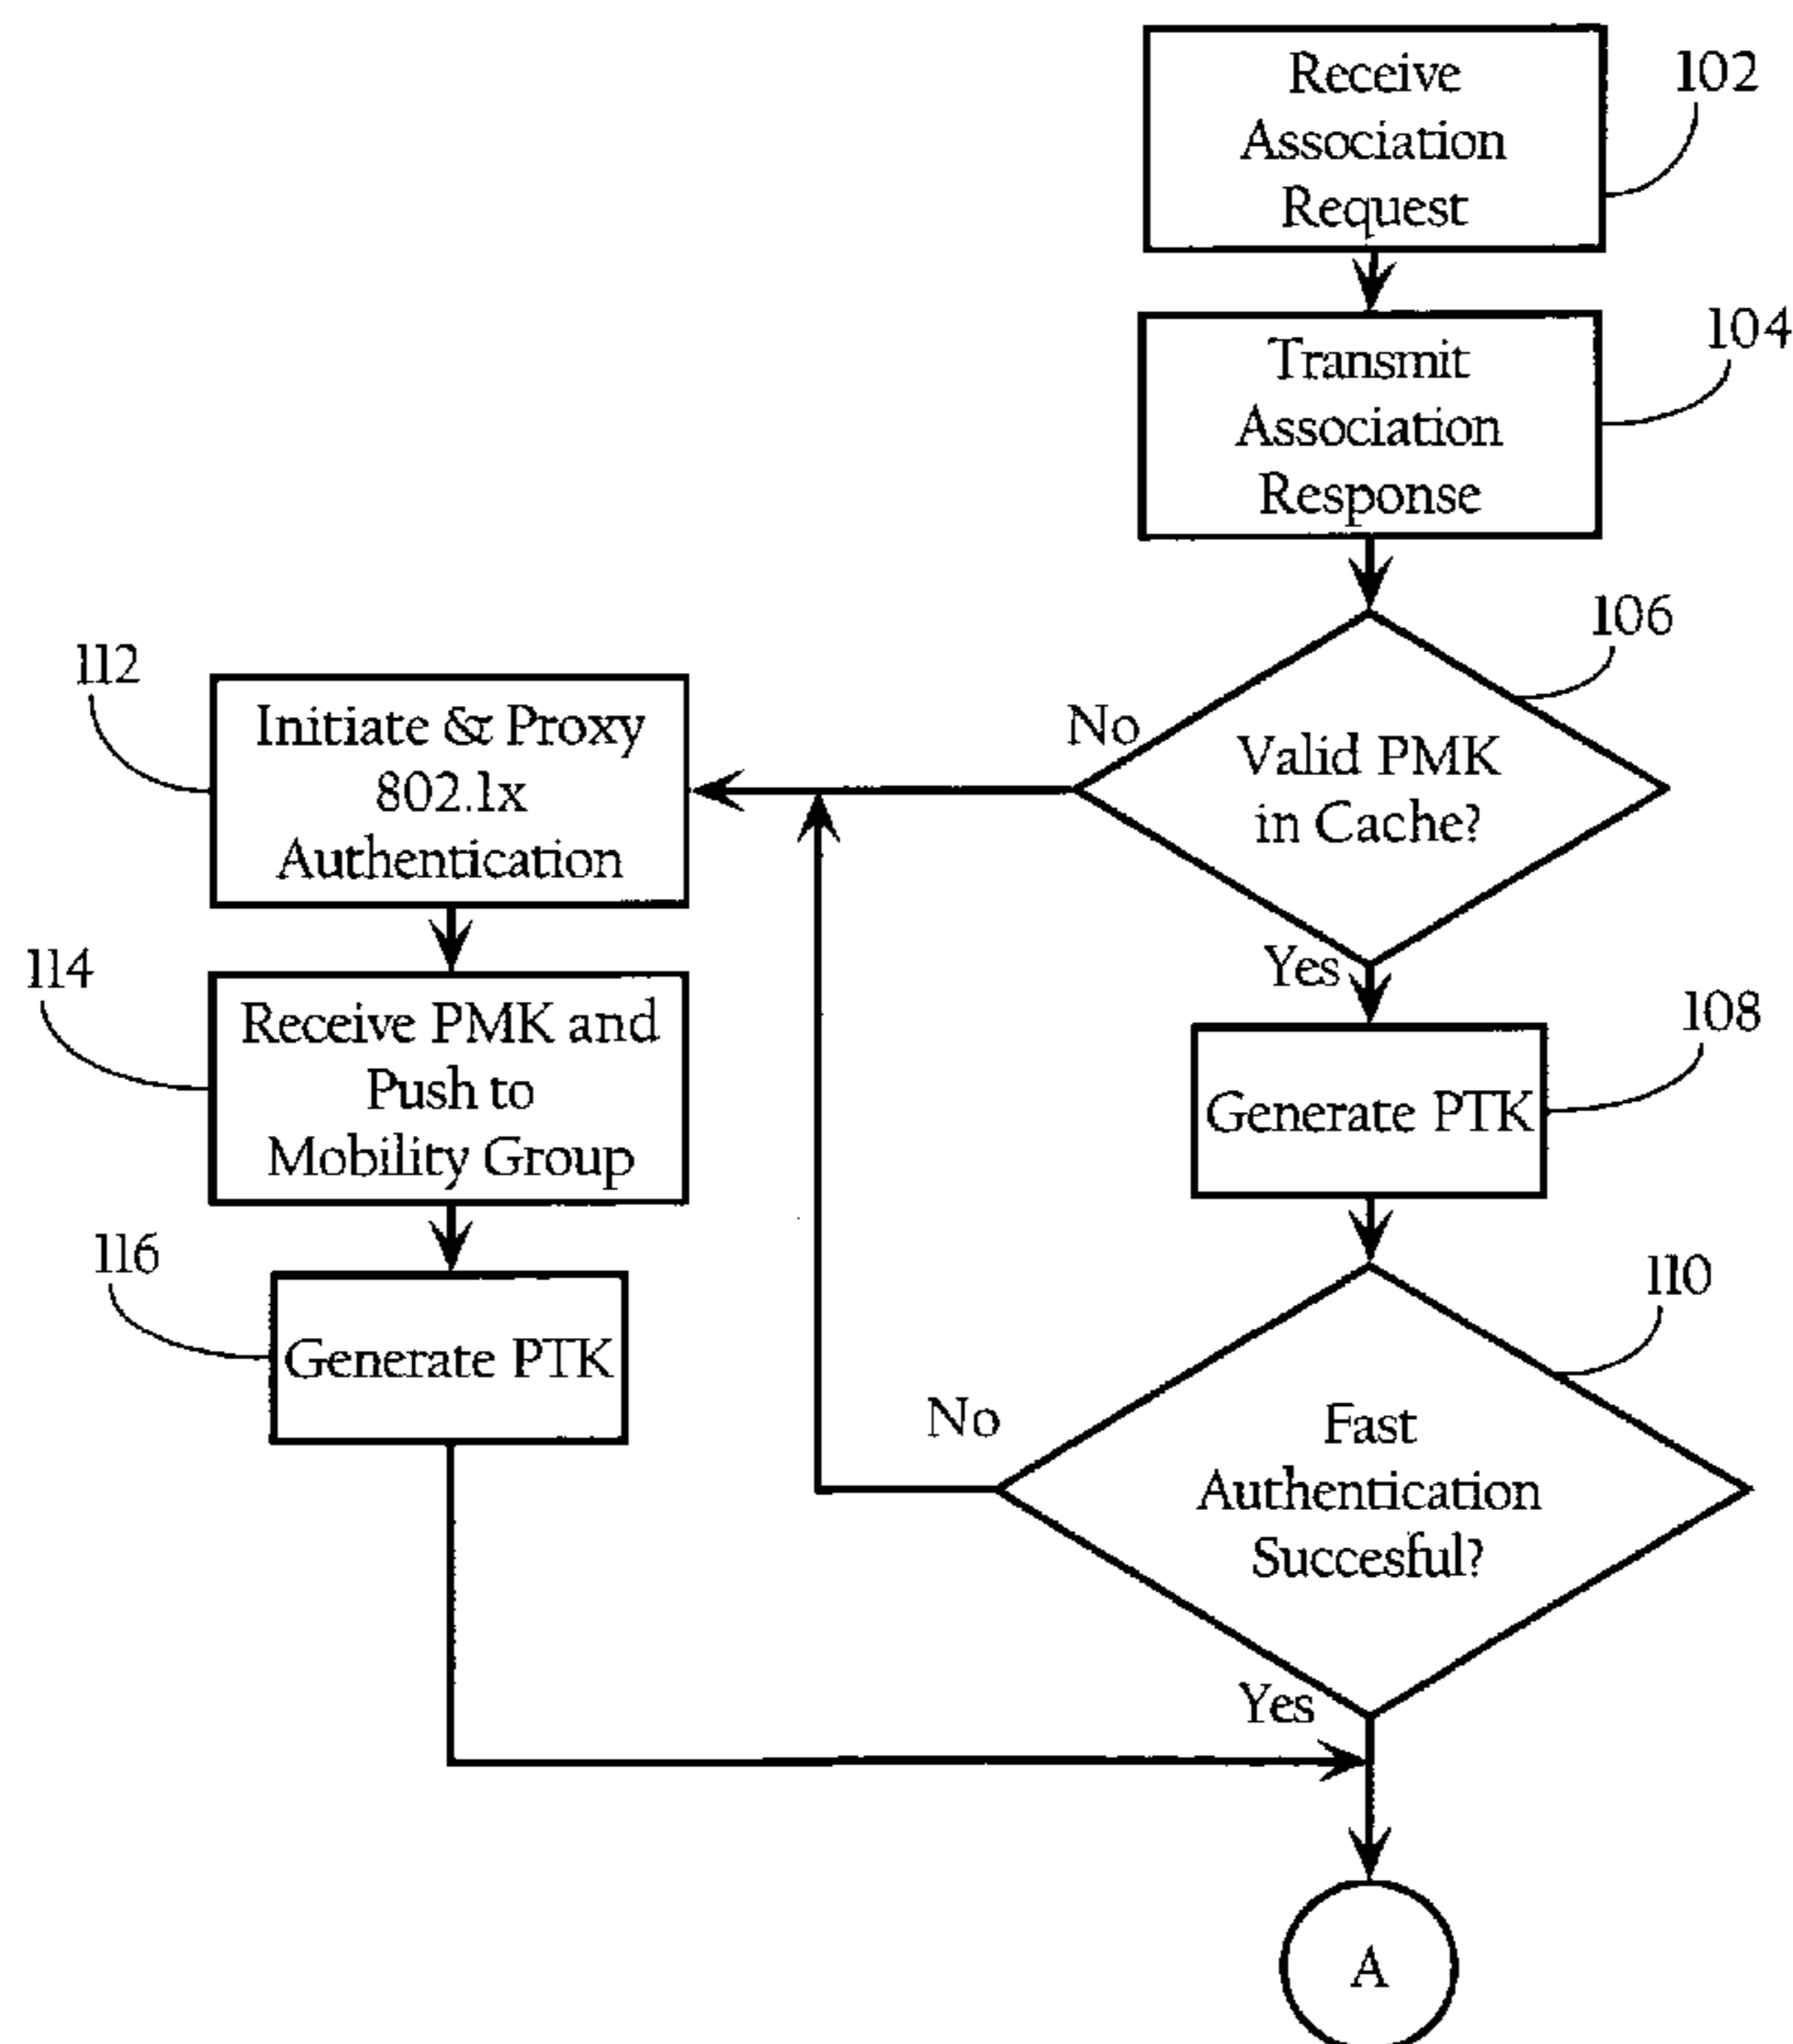 Receive
Association
Request
102
Transmit
Association
Response
104
106
Valid PMK
in Cache?
No
Yes
112
Initiate & Proxy
802.1x
Authentication
114
Receive PMK and
Push to
Mobility Group
108
Generate PTK
116
Generate PTK
110
Fast
Authentication
Succesful?
No
Yes
A